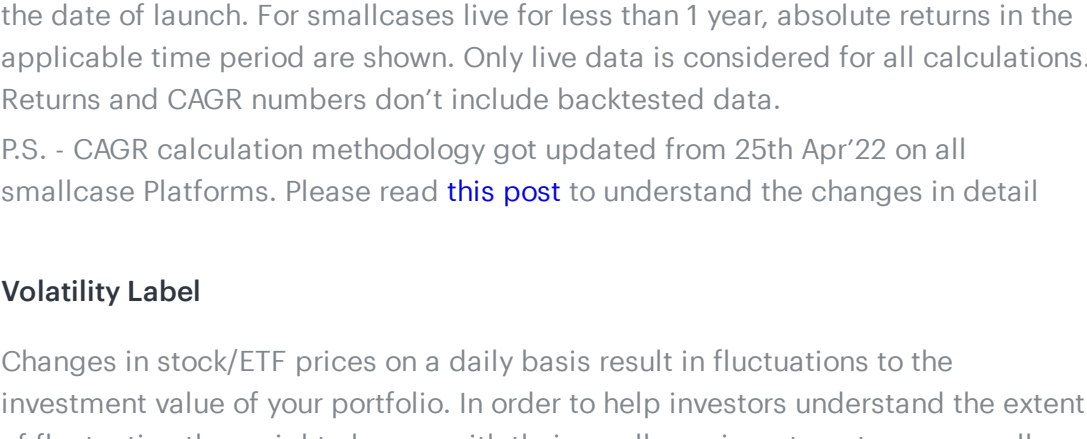 the date of launch. For smallcases live for less than 1 year, absolute returns in the
applicable time period are shown. Only live data is considered for all calculations.
Returns and CAGR numbers don’t include backtested data.
P.S. - CAGR calculation methodology got updated from 25th Apr’22 on all
smallcase Platforms. Please read this post to understand the changes in detail
Volatility Label
Changes in stock/ETF prices on a daily basis result in fluctuations to the
investment value of your portfolio. In order to help investors understand the extent